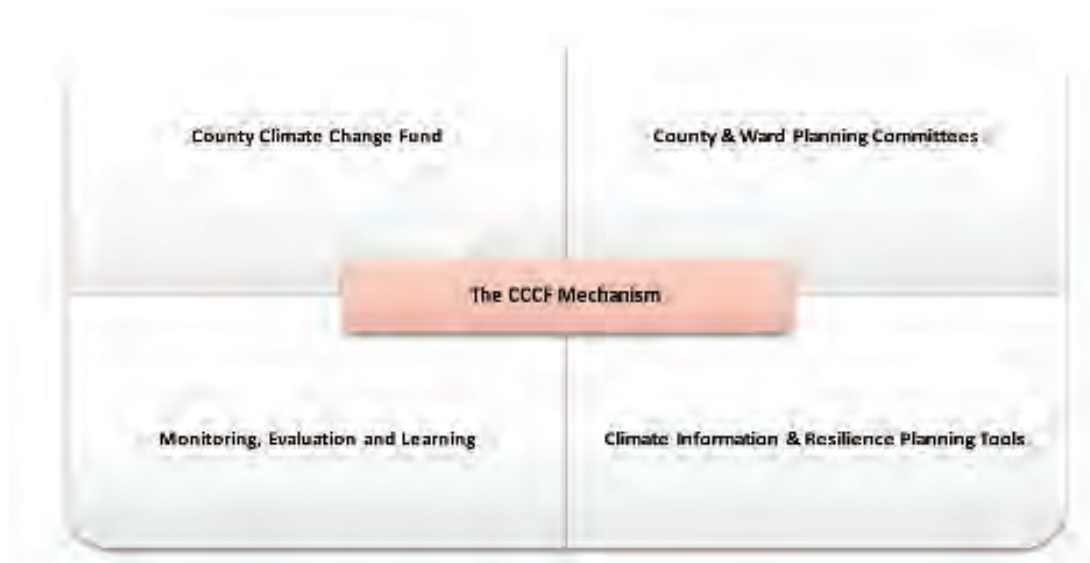 County Climate Change Fund
County & Ward Planning Committees
The CCCF Mechanism
Monitoring, Evaluation and Learning
Climate Information & Resilience Planning Tools